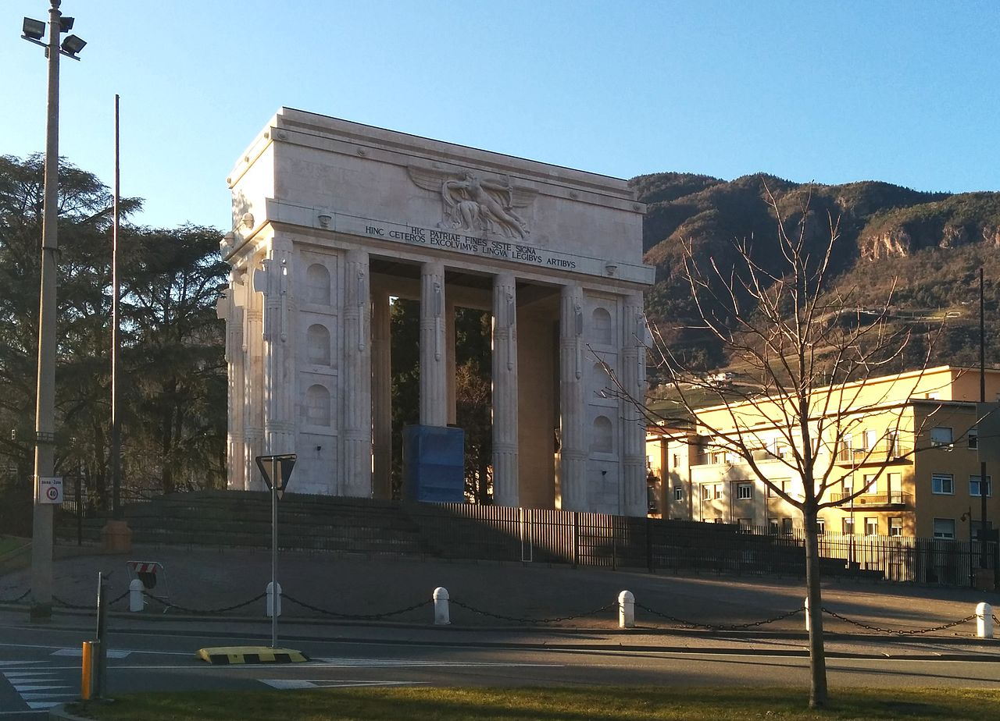 HIC PATRIAE FINES SISTE SIGNA
HINC CETEROS EXCOLVIMVS LINGVA LEGIBVS ARTIBVS
40